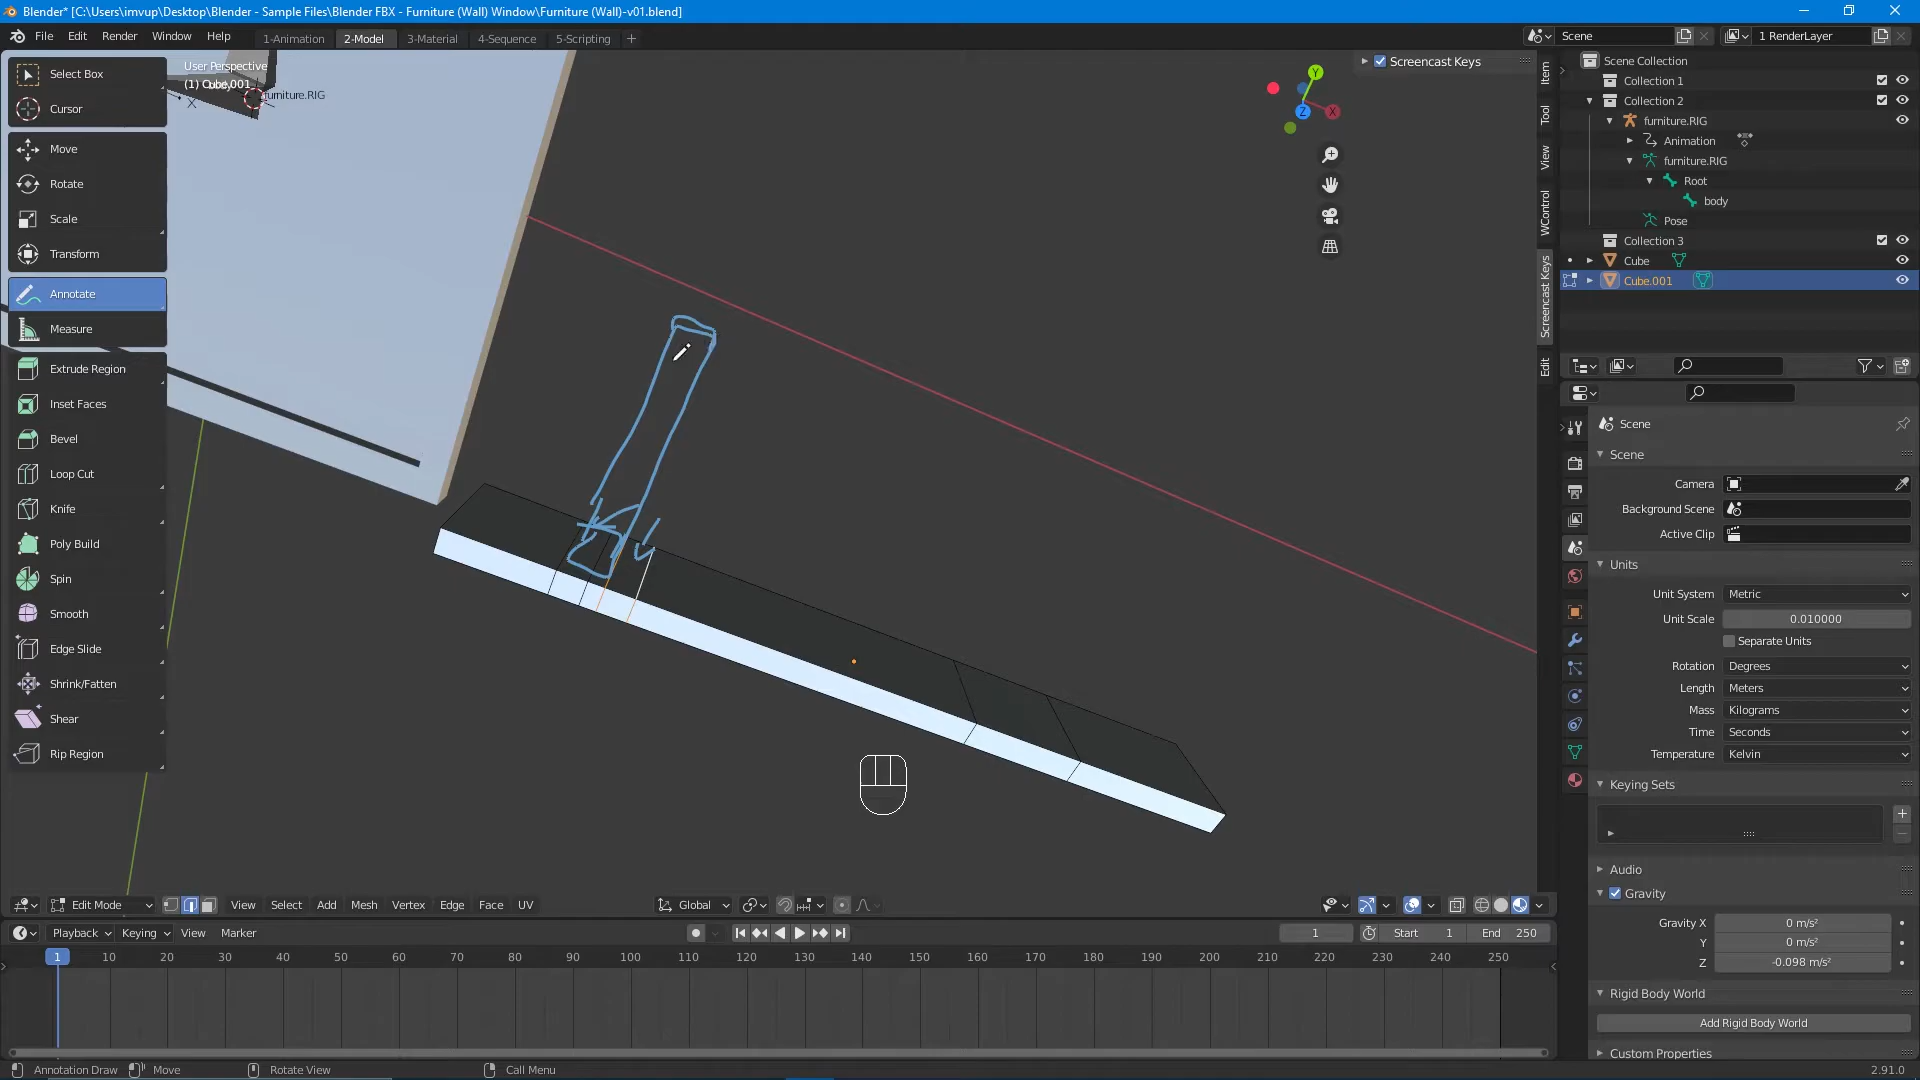 Blender* [C:\Users\imvup\Desktop\Blender - Sample Files\Blender FBX - Furniture (Wall) Window\Furniture (Wall)-v01.blend]
File Edit Render Window Help 1-Animation 2-Model 3-Material 4-Sequence 5-Scripting + Scene 1 RenderLayer
User Perspective
(1) Cube.001
furniture.RIG
X
Select Box
Cursor
Move
Rotate
Scale
Transform
Annotate
Measure
Extrude Region
Inset Faces
Bevel
Loop Cut
Knife
Poly Build
Spin
Smooth
Edge Slide
Shrink/Fatten
Shear
Rip Region
Screencast Keys
Y
X
Z
Item
Tool
View
WControl
Screencast Keys
Edit
Scene Collection
Collection 1
Collection 2
furniture.RIG
Animation
furniture.RIG
Root
body
Pose
Collection 3
Cube
Cube.001
Scene
Scene
Camera
Background Scene
Active Clip
Units
Unit System Metric
Unit Scale 0.010000
Separate Units
Rotation Degrees
Length Meters
Mass Kilograms
Time Seconds
Temperature Kelvin
Keying Sets
Audio
Gravity
Gravity X 0 m/s²
Y 0 m/s²
Z -0.098 m/s²
Rigid Body World
Add Rigid Body World
Custom Properties
Edit Mode View Select Add Mesh Vertex Edge Face UV Global
Playback Keying View Marker 1 Start 1 End 250
1 10 20 30 40 50 60 70 80 90 100 110 120 130 140 150 160 170 180 190 200 210 220 230 240 250
Annotation Draw Move Rotate View Call Menu 2.91.0